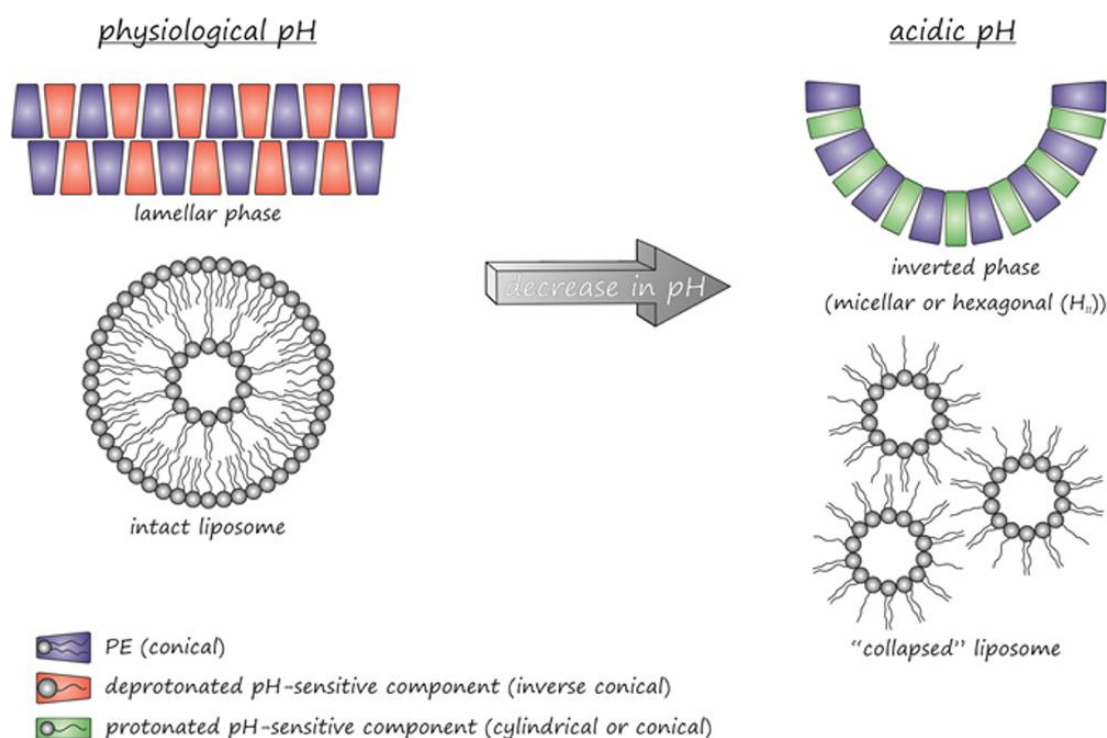 physiological pH
acidic pH
lamellar phase
decrease in pH
inverted phase
(micellar or hexagonal (H_II))
intact liposome
"collapsed" liposome
PE (conical)
deprotonated pH-sensitive component (inverse conical)
protonated pH-sensitive component (cylindrical or conical)